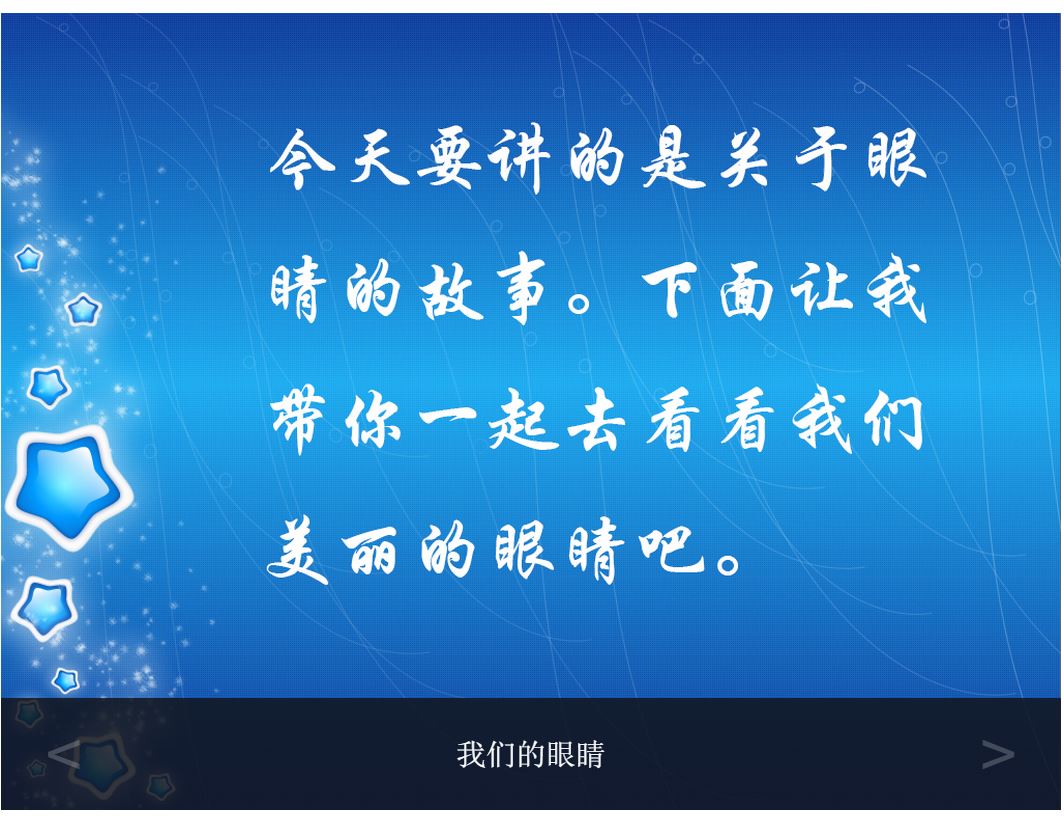 今天要讲的是关于眼
睛的故事。下面让我
带你一起去看看我们
美丽的眼睛吧。
< 我们的眼睛 >